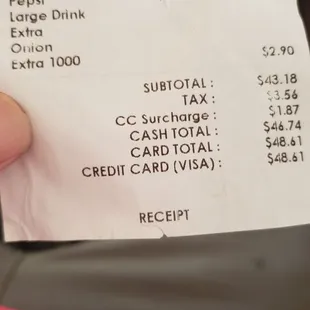 Pepsi
Large Drink
Extra
Onion $2.90
Extra 1000
SUBTOTAL : $43.18
TAX : $3.56
CC Surcharge : $1.87
CASH TOTAL : $46.74
CARD TOTAL : $48.61
CREDIT CARD (VISA) : $48.61
RECEIPT